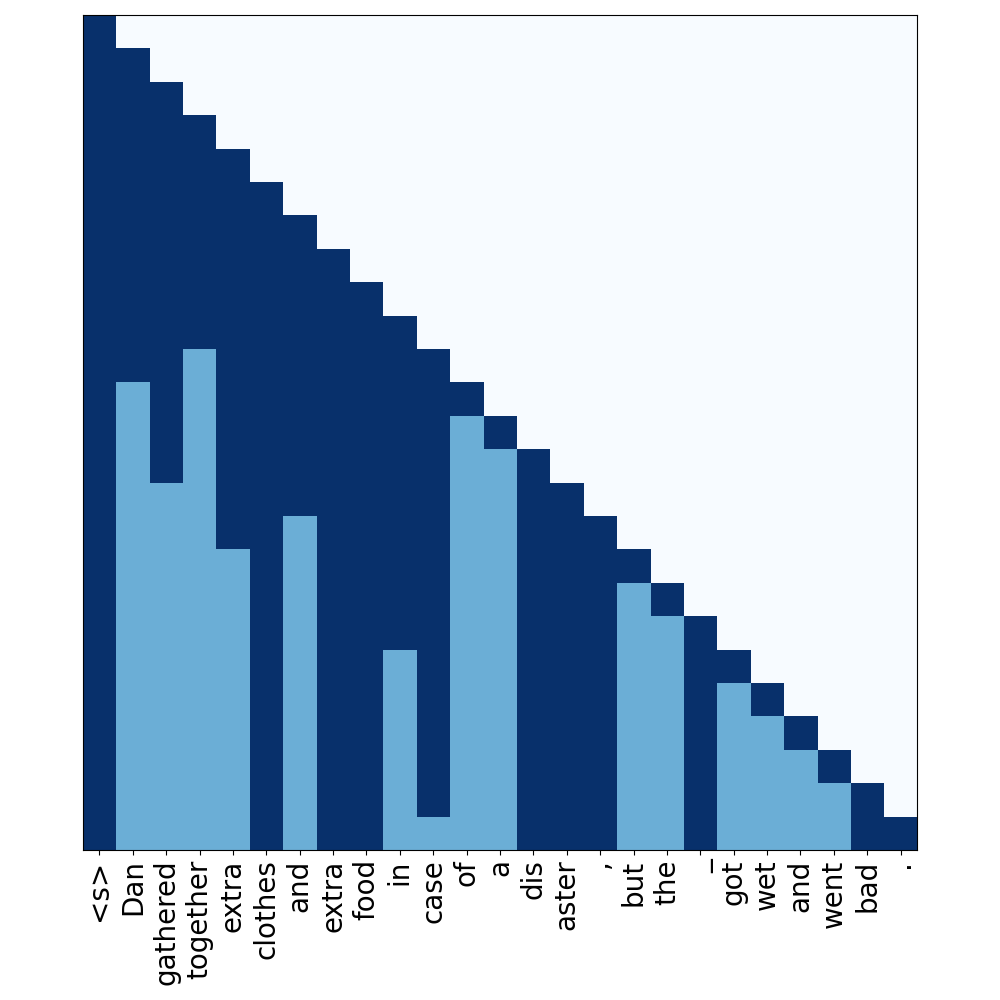 <s> Dan gathered together extra clothes and extra food in case of a dis aster , but the _ got wet and went bad .